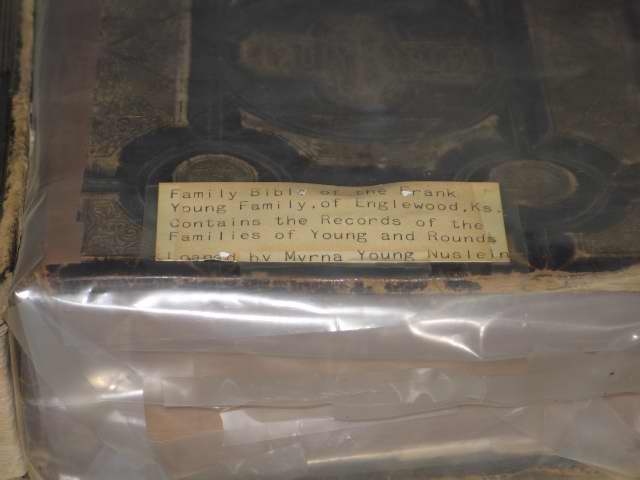 Family Bible of the Frank
Young Family,of Englewood,Ks.
Contains the Records of the
Families of Young and Rounds
Loaned by Myrna Young Nuslein